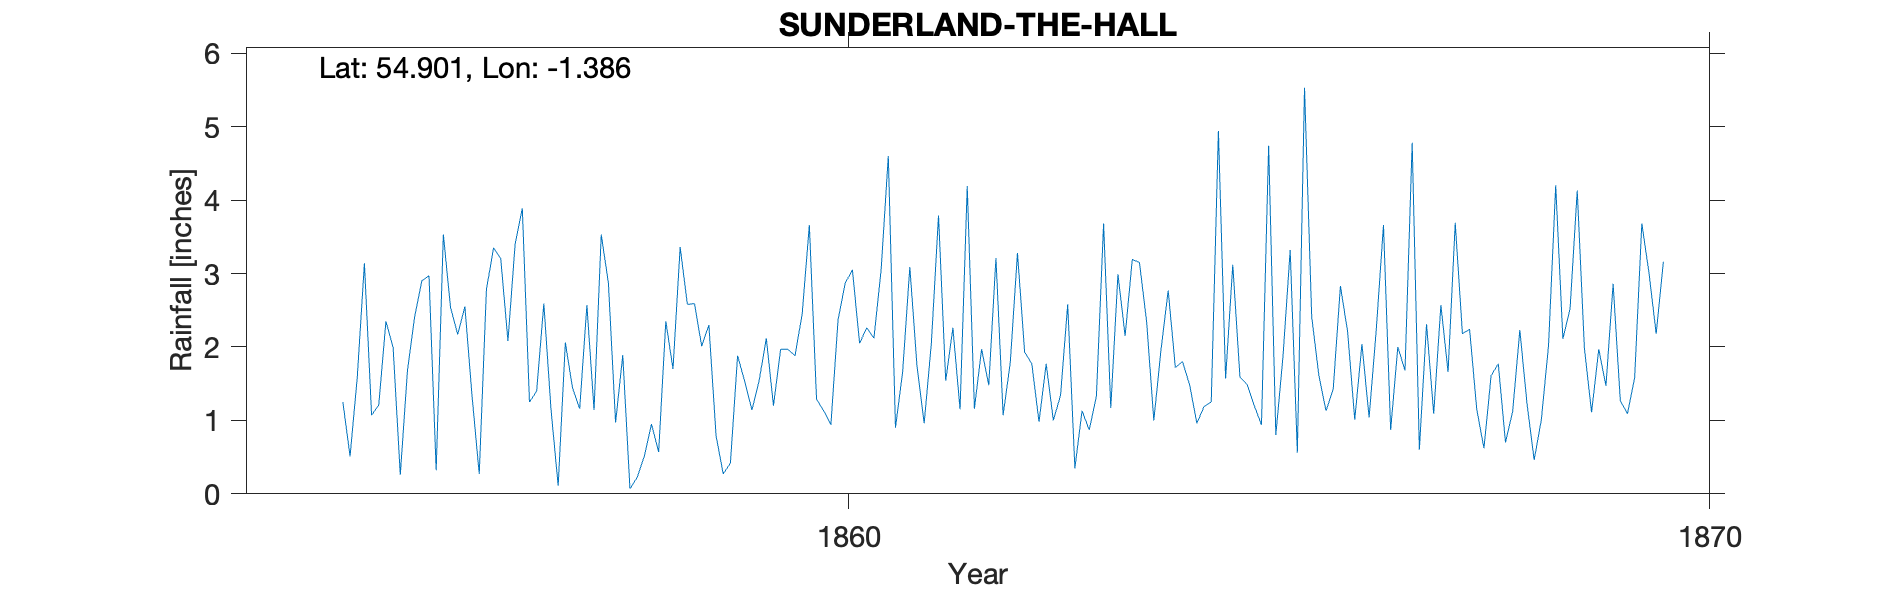 SUNDERLAND-THE-HALL
Lat: 54.901, Lon: -1.386
6
5
4
3
2
1
0
Rainfall [inches]
1860
1870
Year